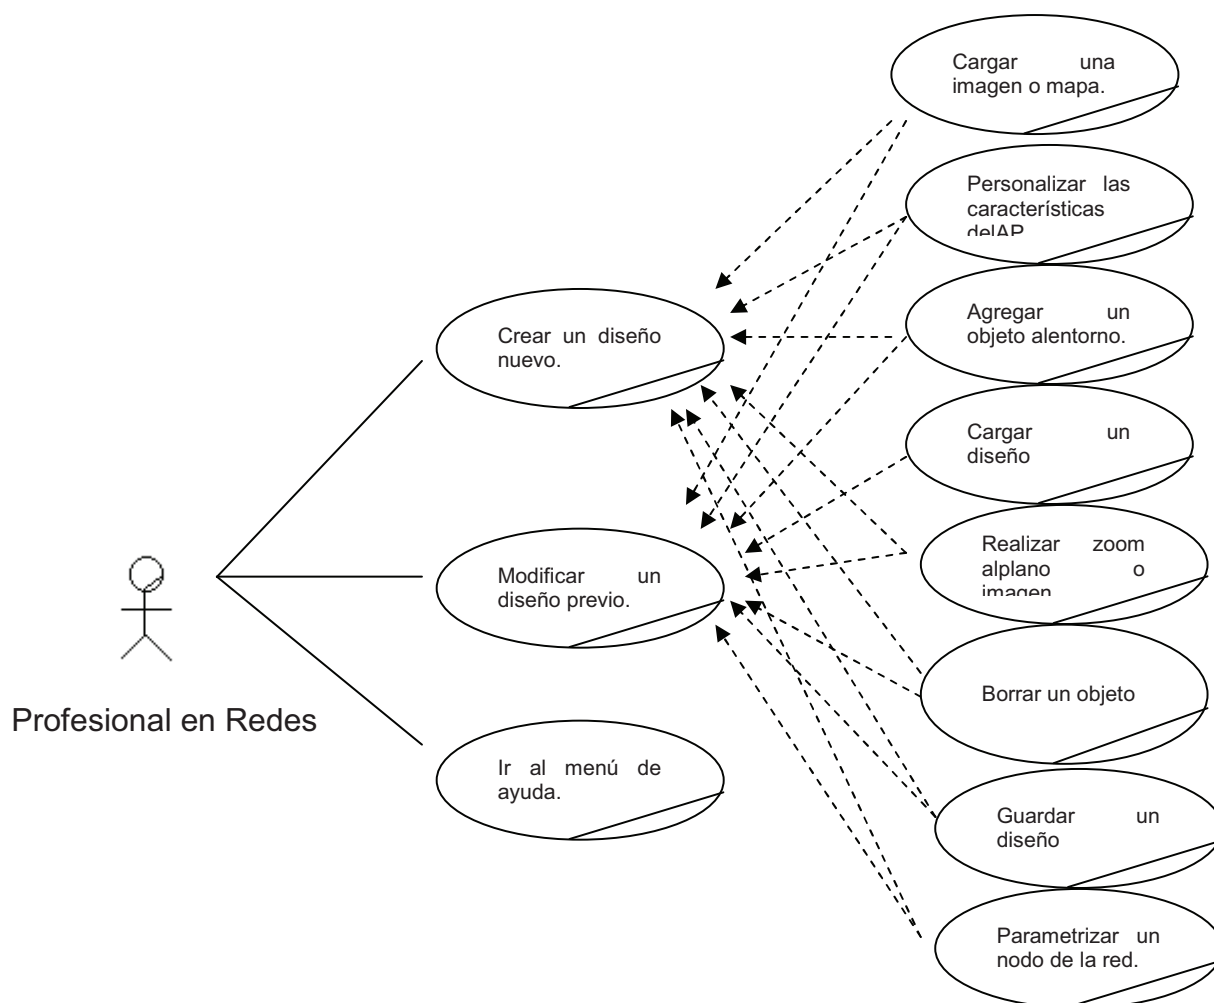 Cargar una
imagen o mapa.
Personalizar las
características
delAP
Agregar un
objeto alentorno.
Crear un diseño
nuevo.
Cargar un
diseño
Realizar zoom
alplano o
imagen
Modificar un
diseño previo.
Borrar un objeto
Profesional en Redes
Ir al menú de
ayuda.
Guardar un
diseño
Parametrizar un
nodo de la red.